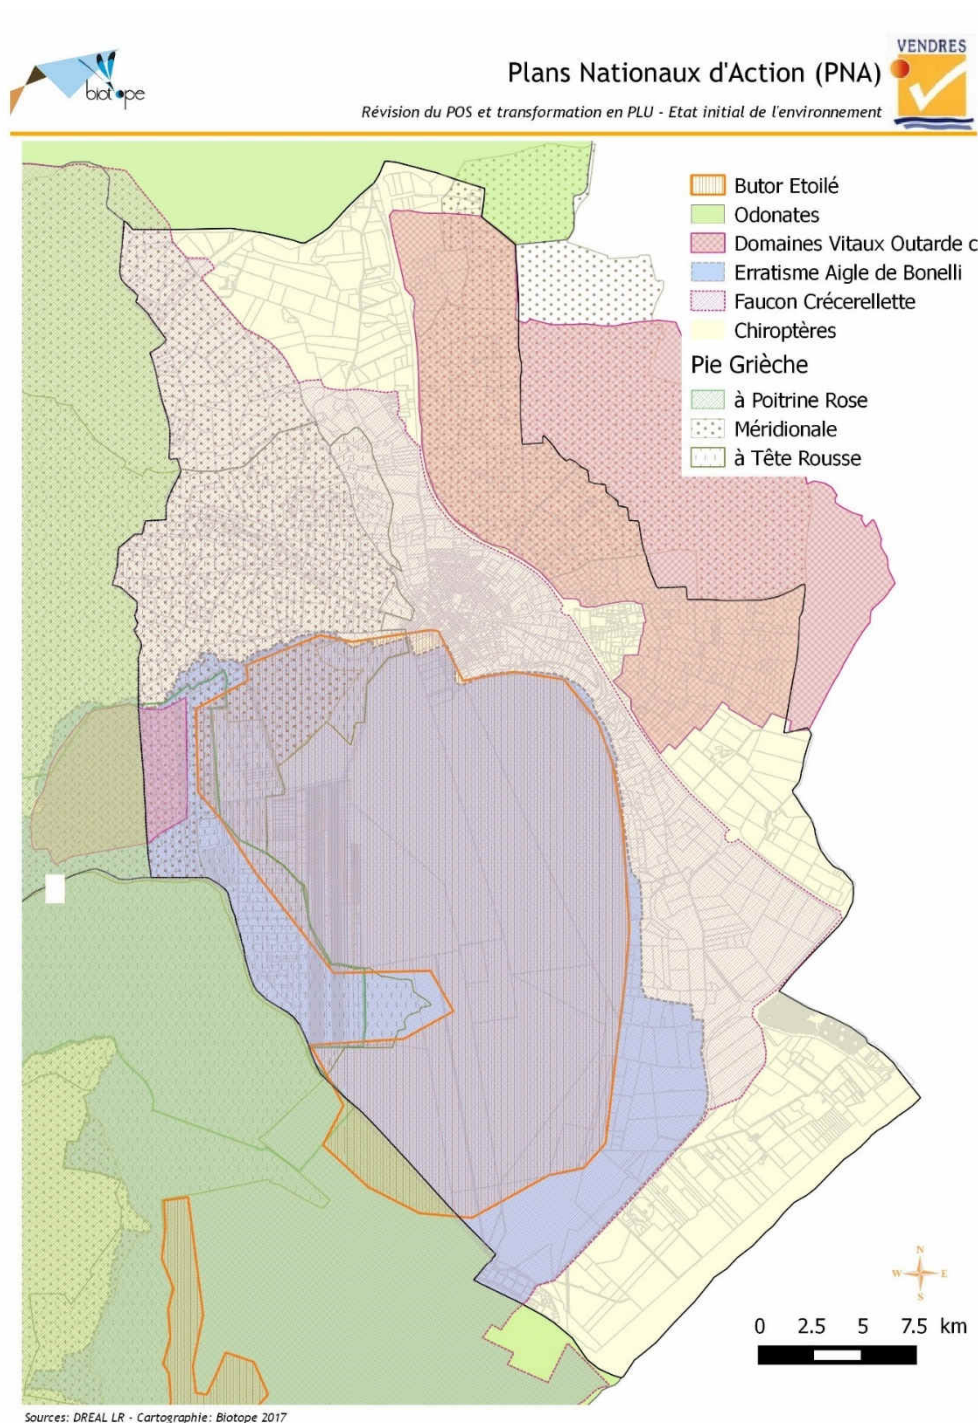 biotope
VENDRES
Plans Nationaux d'Action (PNA)
Révision du POS et transformation en PLU - Etat initial de l'environnement
Butor Etoilé
Odonates
Domaines Vitaux Outarde c
Erratisme Aigle de Bonelli
Faucon Crécerellette
Chiroptères
Pie Grièche
à Poitrine Rose
Méridionale
à Tête Rousse
N
W E
S
0 2.5 5 7.5 km
Sources: DREAL LR - Cartographie: Biotope 2017